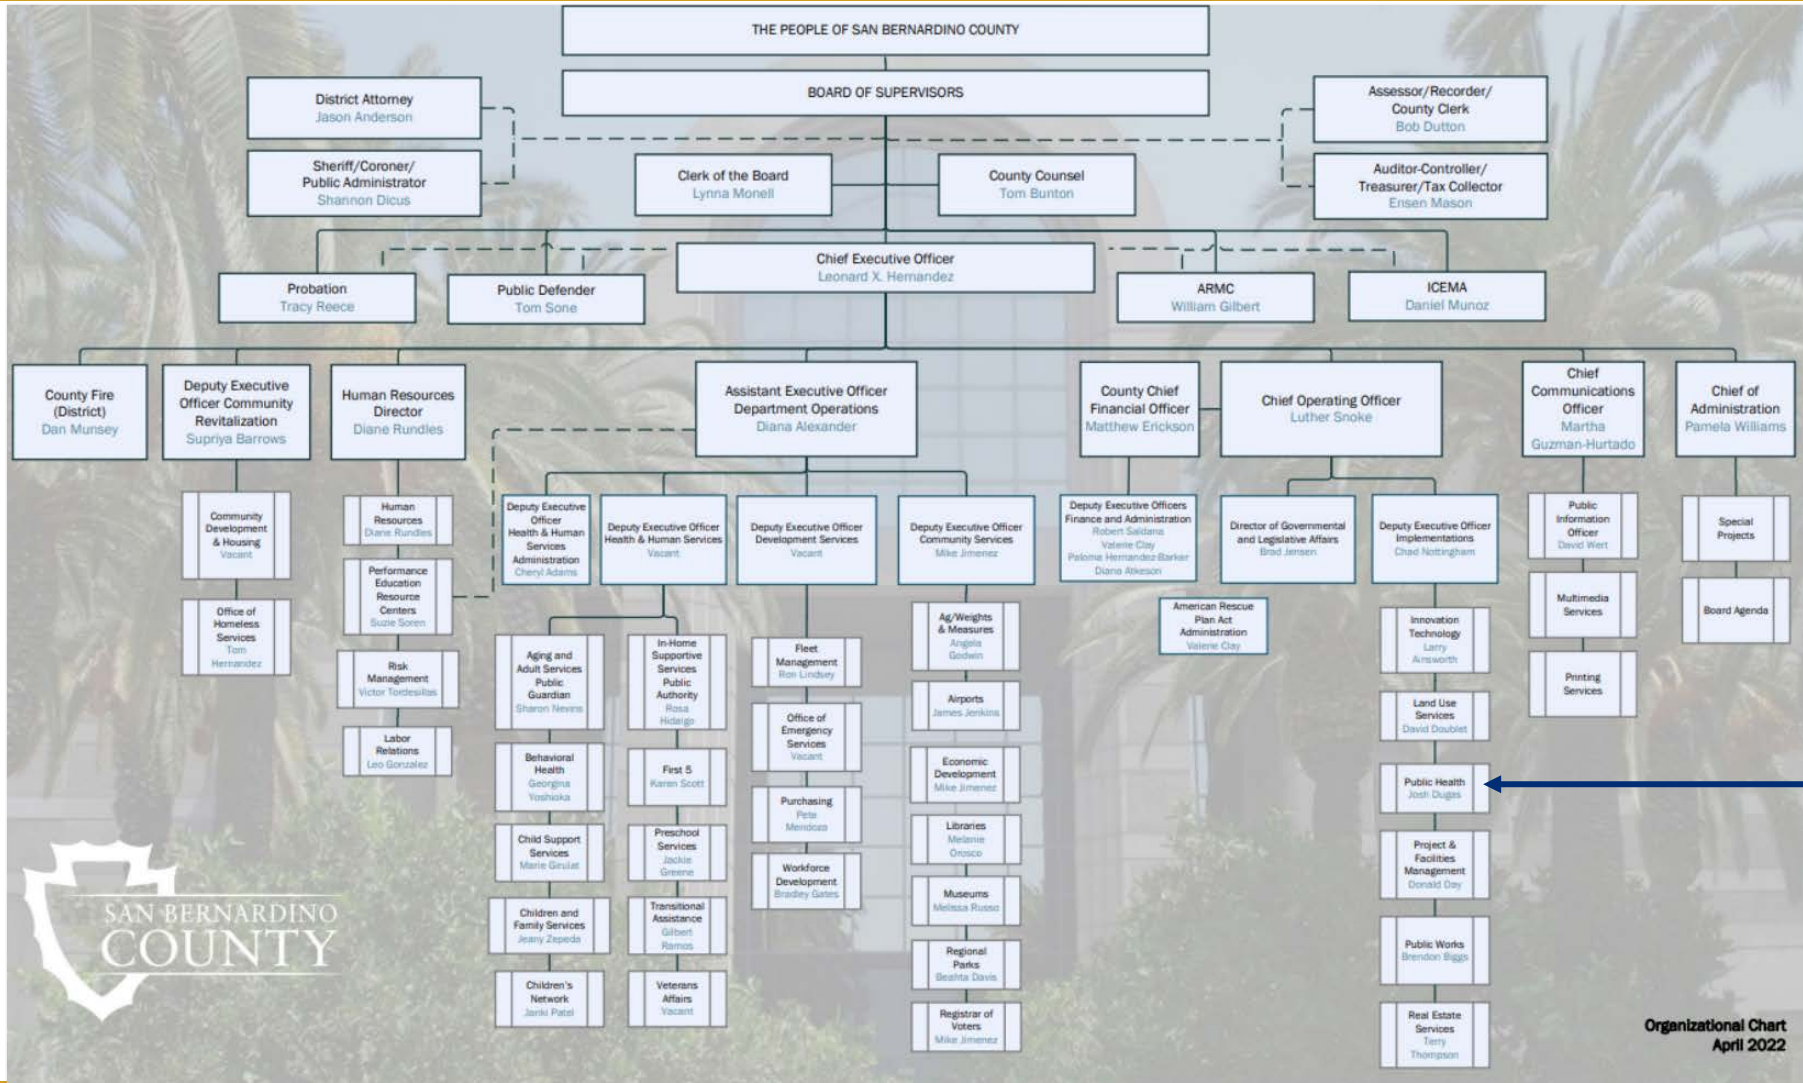 THE PEOPLE OF SAN BERNARDINO COUNTY
BOARD OF SUPERVISORS
District Attorney
Jason Anderson
Sheriff/Coroner/
Public Administrator
Shannon Dicus
Assessor/Recorder/
County Clerk
Bob Dutton
Auditor-Controller/
Treasurer/Tax Collector
Ensen Mason
Clerk of the Board
Lynna Monell
County Counsel
Tom Bunton
Chief Executive Officer
Leonard X. Hernandez
Probation
Tracy Reece
Public Defender
Tom Sone
ARMC
William Gilbert
ICEMA
Daniel Munoz
County Fire
(District)
Dan Munsey
Deputy Executive
Officer Community
Revitalization
Supriya Barrows
Human Resources
Director
Diane Rundles
Assistant Executive Officer
Department Operations
Diana Alexander
County Chief
Financial Officer
Matthew Erickson
Chief Operating Officer
Luther Snoke
Chief
Communications
Officer
Martha
Guzman-Hurtado
Chief of
Administration
Pamela Williams
Community
Development
& Housing
Vacant
Office of
Homeless
Services
Tom
Hernandez
Human
Resources
Diane Rundles
Performance
Education
Resource
Centers
Suzie Soren
Risk
Management
Victor Tordesillas
Labor
Relations
Leo Gonzalez
Deputy Executive
Officer
Health & Human
Services
Administration
Cheryl Adams
Deputy Executive Officer
Health & Human Services
Vacant
Deputy Executive Officer
Development Services
Vacant
Deputy Executive Officer
Community Services
Mike Jimenez
Deputy Executive Officers
Finance and Administration
Robert Saldana
Valerie Clay
Paloma Hernandez-Barker
Diana Atkeson
Director of Governmental
and Legislative Affairs
Brad Jensen
Deputy Executive Officer
Implementations
Chad Nottingham
Aging and
Adult Services
Public
Guardian
Sharon Nevins
Behavioral
Health
Georgina
Yoshioka
Child Support
Services
Marie Girulat
Children and
Family Services
Jeany Zepeda
Children's
Network
Janki Patel
In-Home
Supportive
Services
Public
Authority
Rosa
Hidalgo
First 5
Karen Scott
Preschool
Services
Jackie
Greene
Transitional
Assistance
Gilbert
Ramos
Veterans
Affairs
Vacant
Fleet
Management
Ron Lindsey
Office of
Emergency
Services
Vacant
Purchasing
Pete
Mendoza
Workforce
Development
Bradley Gates
Ag/Weights
& Measures
Angela
Godwin
Airports
James Jenkins
Economic
Development
Mike Jimenez
Libraries
Melanie
Orosco
Museums
Melissa Russo
Regional
Parks
Beahta Davis
Registrar of
Voters
Mike Jimenez
American Rescue
Plan Act
Administration
Valerie Clay
Innovation
Technology
Larry
Ainsworth
Land Use
Services
David Doublet
Public Health
Josh Dugas
Project &
Facilities
Management
Donald Day
Public Works
Brendon Biggs
Real Estate
Services
Terry
Thompson
Public
Information
Officer
David Wert
Multimedia
Services
Printing
Services
Special
Projects
Board Agenda
SAN BERNARDINO
COUNTY
Organizational Chart
April 2022